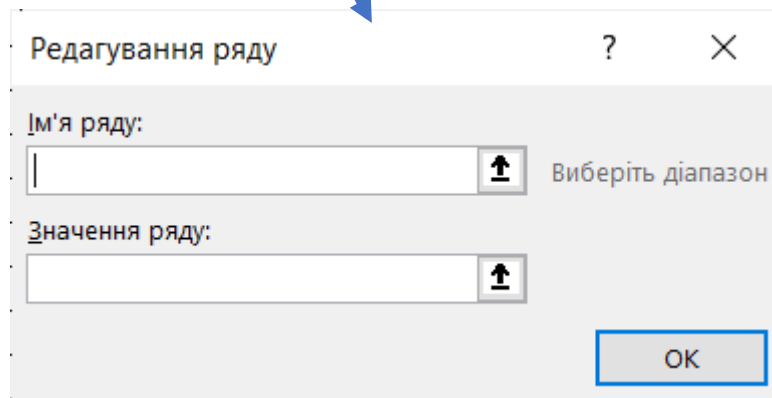 Редагування ряду ?
Ім'я ряду:
Виберіть діапазон
Значення ряду:
OK